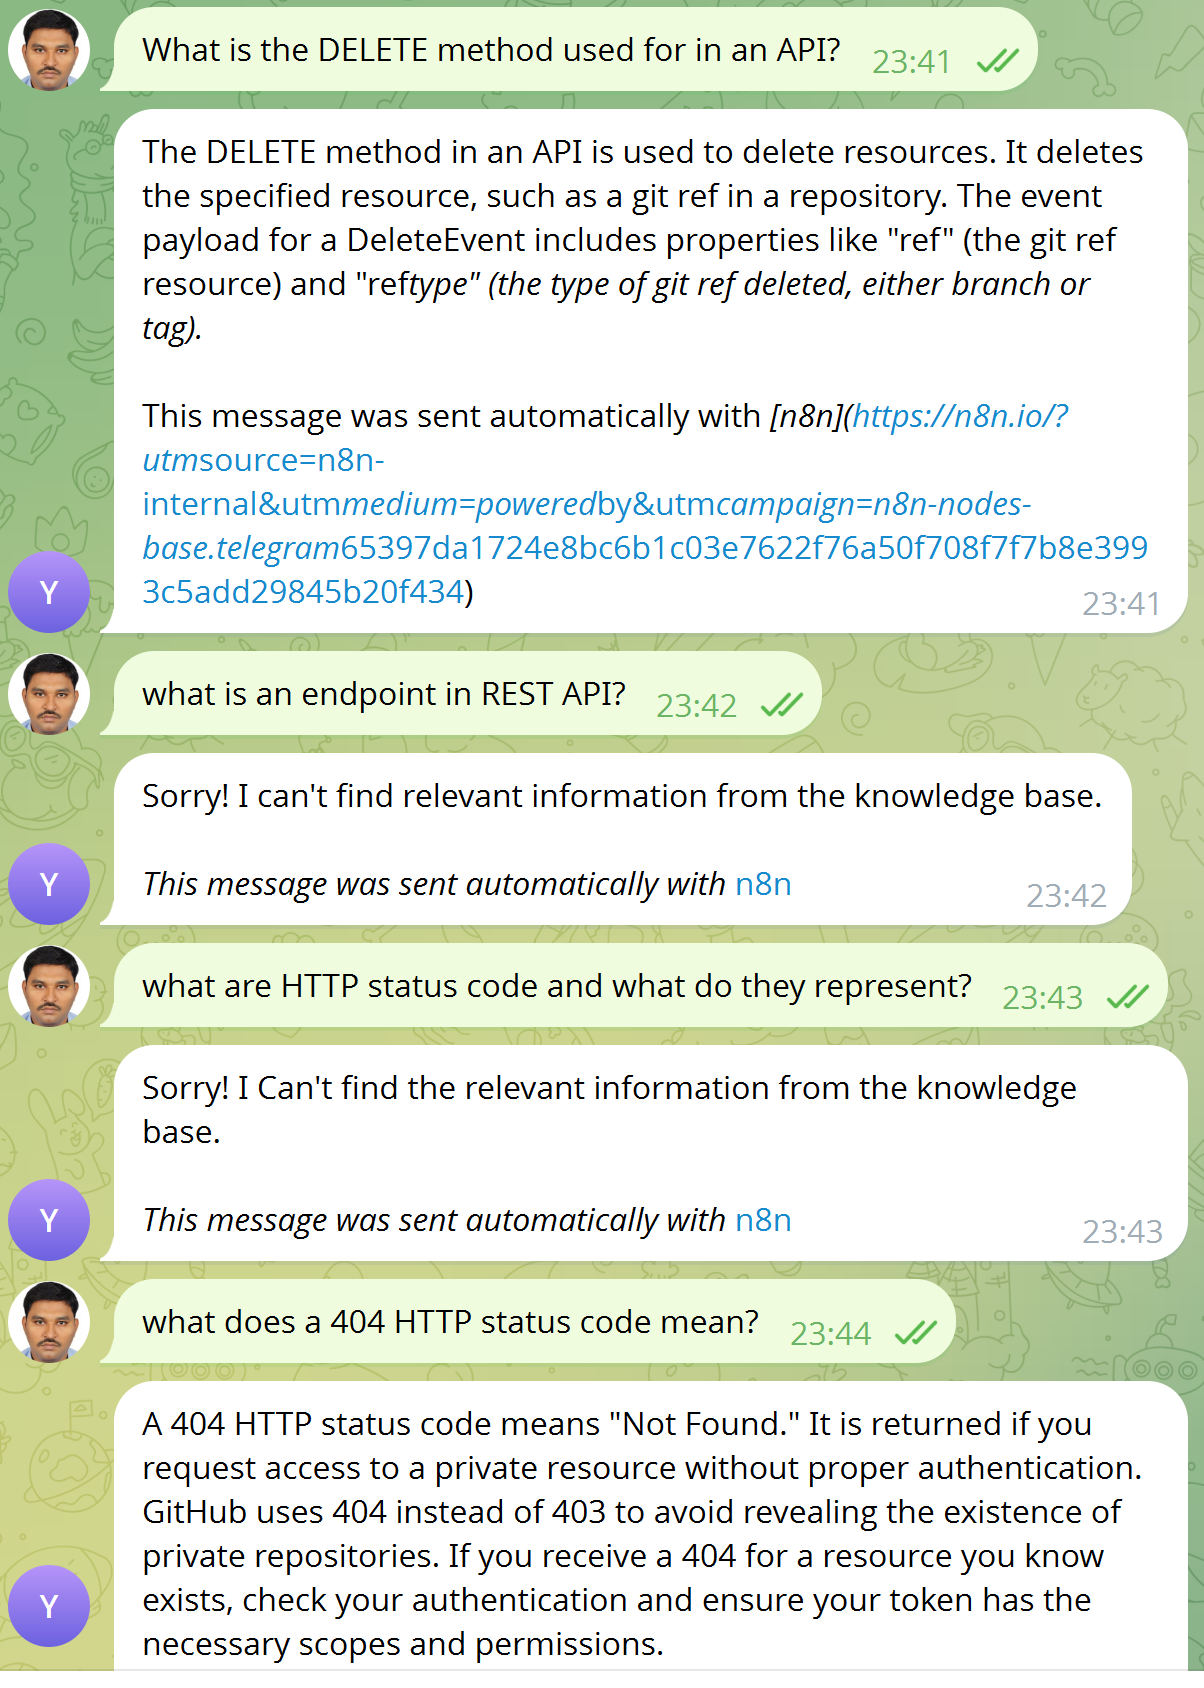 What is the DELETE method used for in an API? 23:41
The DELETE method in an API is used to delete resources. It deletes
the specified resource, such as a git ref in a repository. The event
payload for a DeleteEvent includes properties like "ref" (the git ref
resource) and "reftype" (the type of git ref deleted, either branch or
tag).
This message was sent automatically with [n8n](https://n8n.io/?
utmsource=n8n-
internal&utmmedium=poweredby&utmcampaign=n8n-nodes-
base.telegram65397da1724e8bc6b1c03e7622f76a50f708f7f7b8e399
3c5add29845b20f434)
Y
23:41
what is an endpoint in REST API? 23:42
Sorry! I can't find relevant information from the knowledge base.
Y
This message was sent automatically with n8n
23:42
what are HTTP status code and what do they represent? 23:43
Sorry! I Can't find the relevant information from the knowledge
base.
Y
This message was sent automatically with n8n
23:43
what does a 404 HTTP status code mean? 23:44
A 404 HTTP status code means "Not Found." It is returned if you
request access to a private resource without proper authentication.
GitHub uses 404 instead of 403 to avoid revealing the existence of
private repositories. If you receive a 404 for a resource you know
exists, check your authentication and ensure your token has the
Y
necessary scopes and permissions.